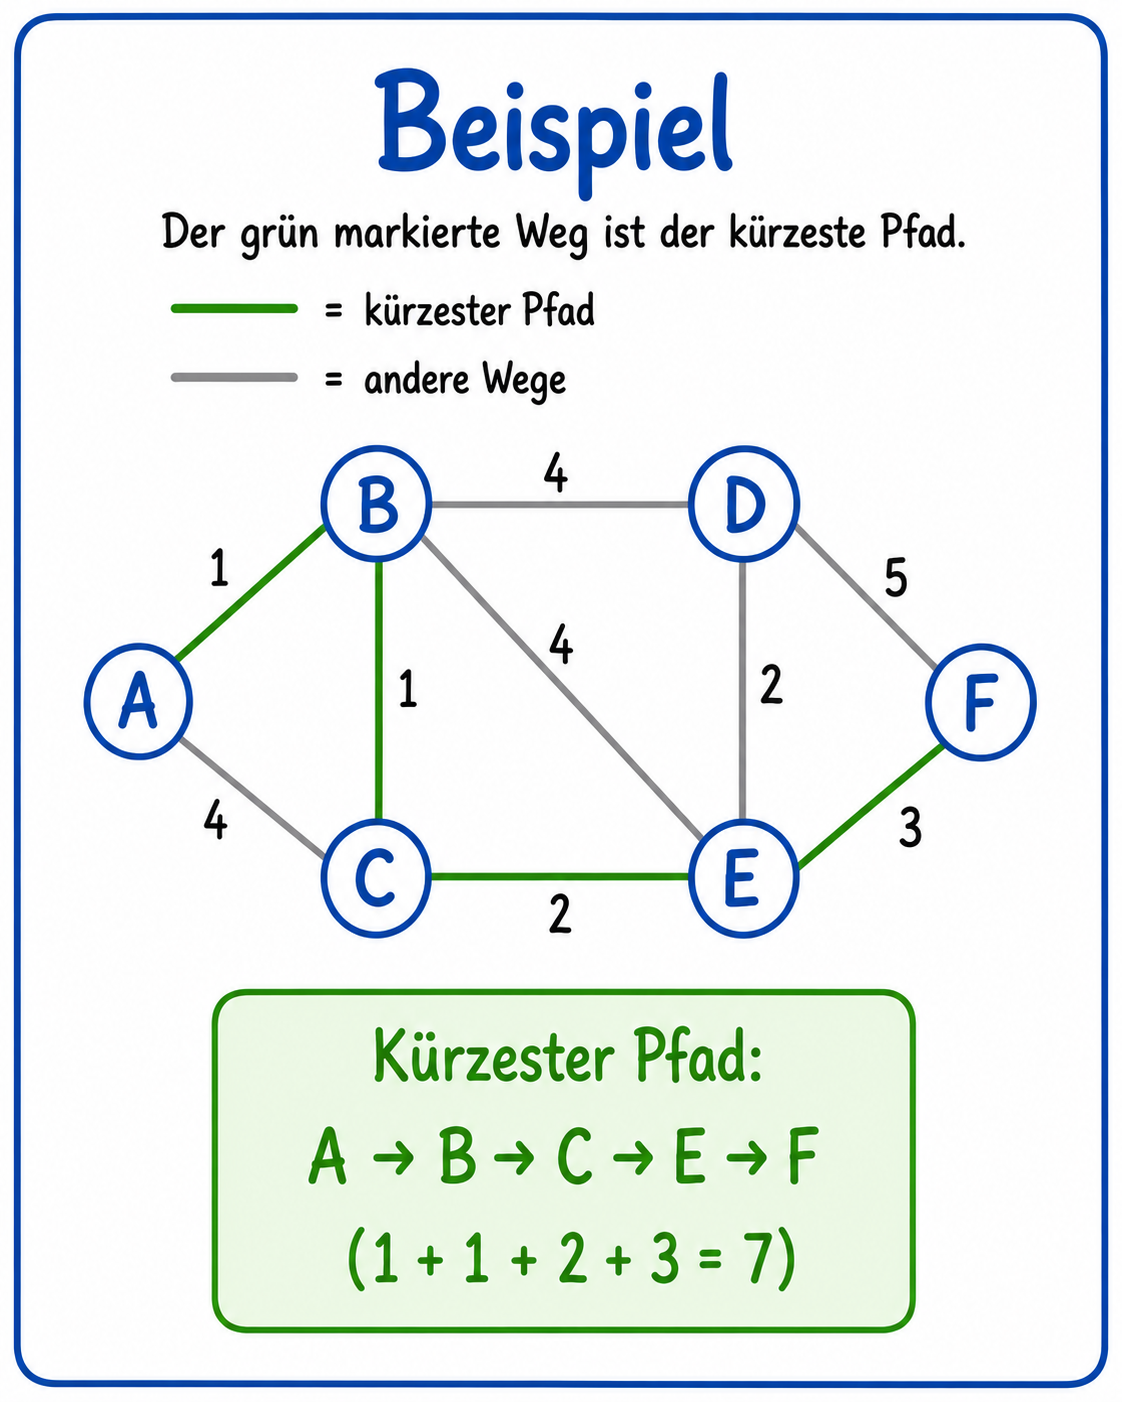 Beispiel
Der grün markierte Weg ist der kürzeste Pfad.
= kürzester Pfad
= andere Wege
B
4
D
1
5
4
A
1
2
F
4
3
C
2
E
Kürzester Pfad:
A → B → C → E → F
(1 + 1 + 2 + 3 = 7)